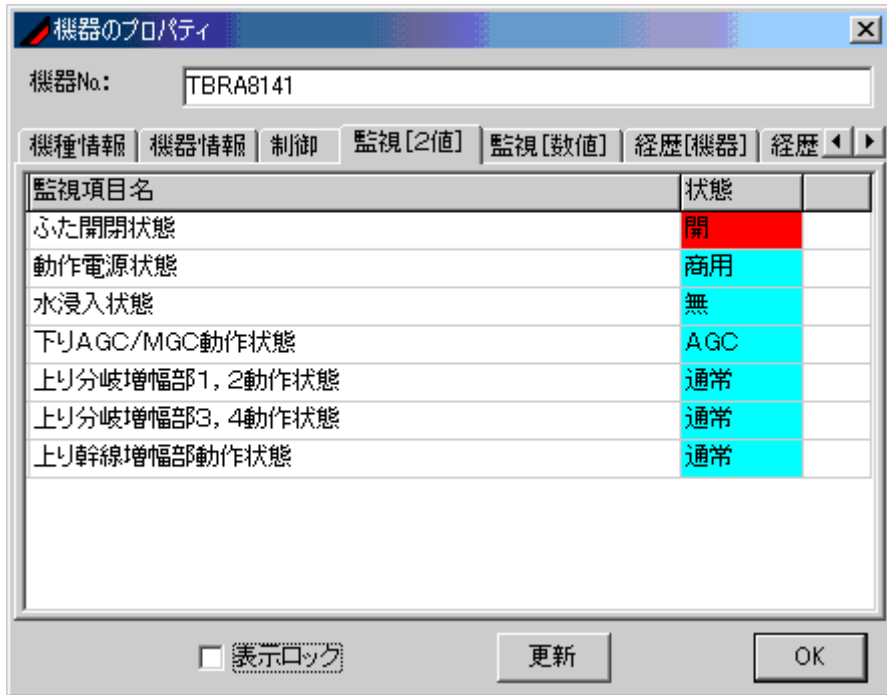 機器のプロパティ
機器No: TBRA8141
機種情報 機器情報 制御 監視[2値] 監視[数値] 経歴[機器] 経歴
監視項目名 状態
ふた開閉状態 開
動作電源状態 商用
水浸入状態 無
下りAGC/MGC動作状態 AGC
上り分岐増幅部1, 2動作状態 通常
上り分岐増幅部3, 4動作状態 通常
上り幹線増幅部動作状態 通常
表示ロック 更新 OK